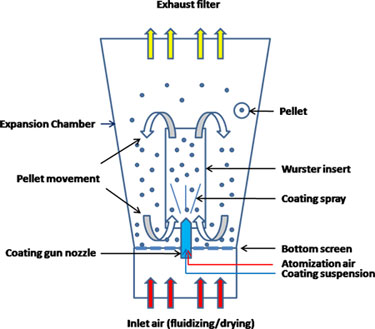 Exhaust filter
Pellet
Expansion Chamber
Wurster insert
Pellet movement
Coating spray
Bottom screen
Coating gun nozzle
Atomization air
Coating suspension
Inlet air (fluidizing/drying)